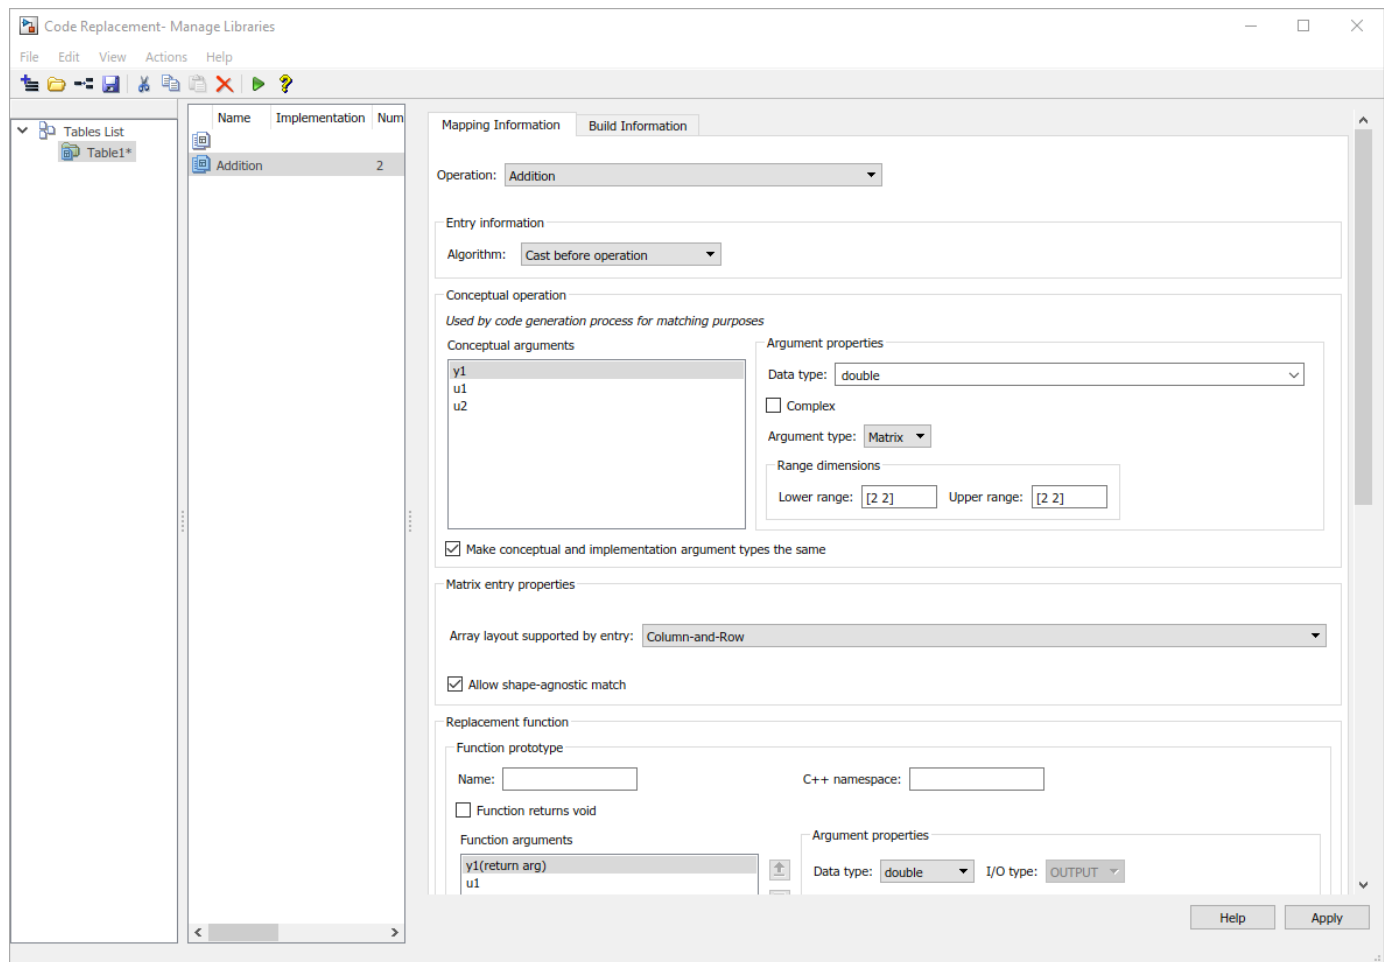 Code Replacement- Manage Libraries
File Edit View Actions Help
Tables List
Table1*
Name Implementation Num
Addition 2
Mapping Information Build Information
Operation: Addition
Entry information
Algorithm: Cast before operation
Conceptual operation
Used by code generation process for matching purposes
Conceptual arguments
y1
u1
u2
Argument properties
Data type: double
Complex
Argument type: Matrix
Range dimensions
Lower range: [2 2] Upper range: [2 2]
Make conceptual and implementation argument types the same
Matrix entry properties
Array layout supported by entry: Column-and-Row
Allow shape-agnostic match
Replacement function
Function prototype
Name: C++ namespace:
Function returns void
Function arguments
y1(return arg)
u1
Argument properties
Data type: double I/O type: OUTPUT
Help Apply